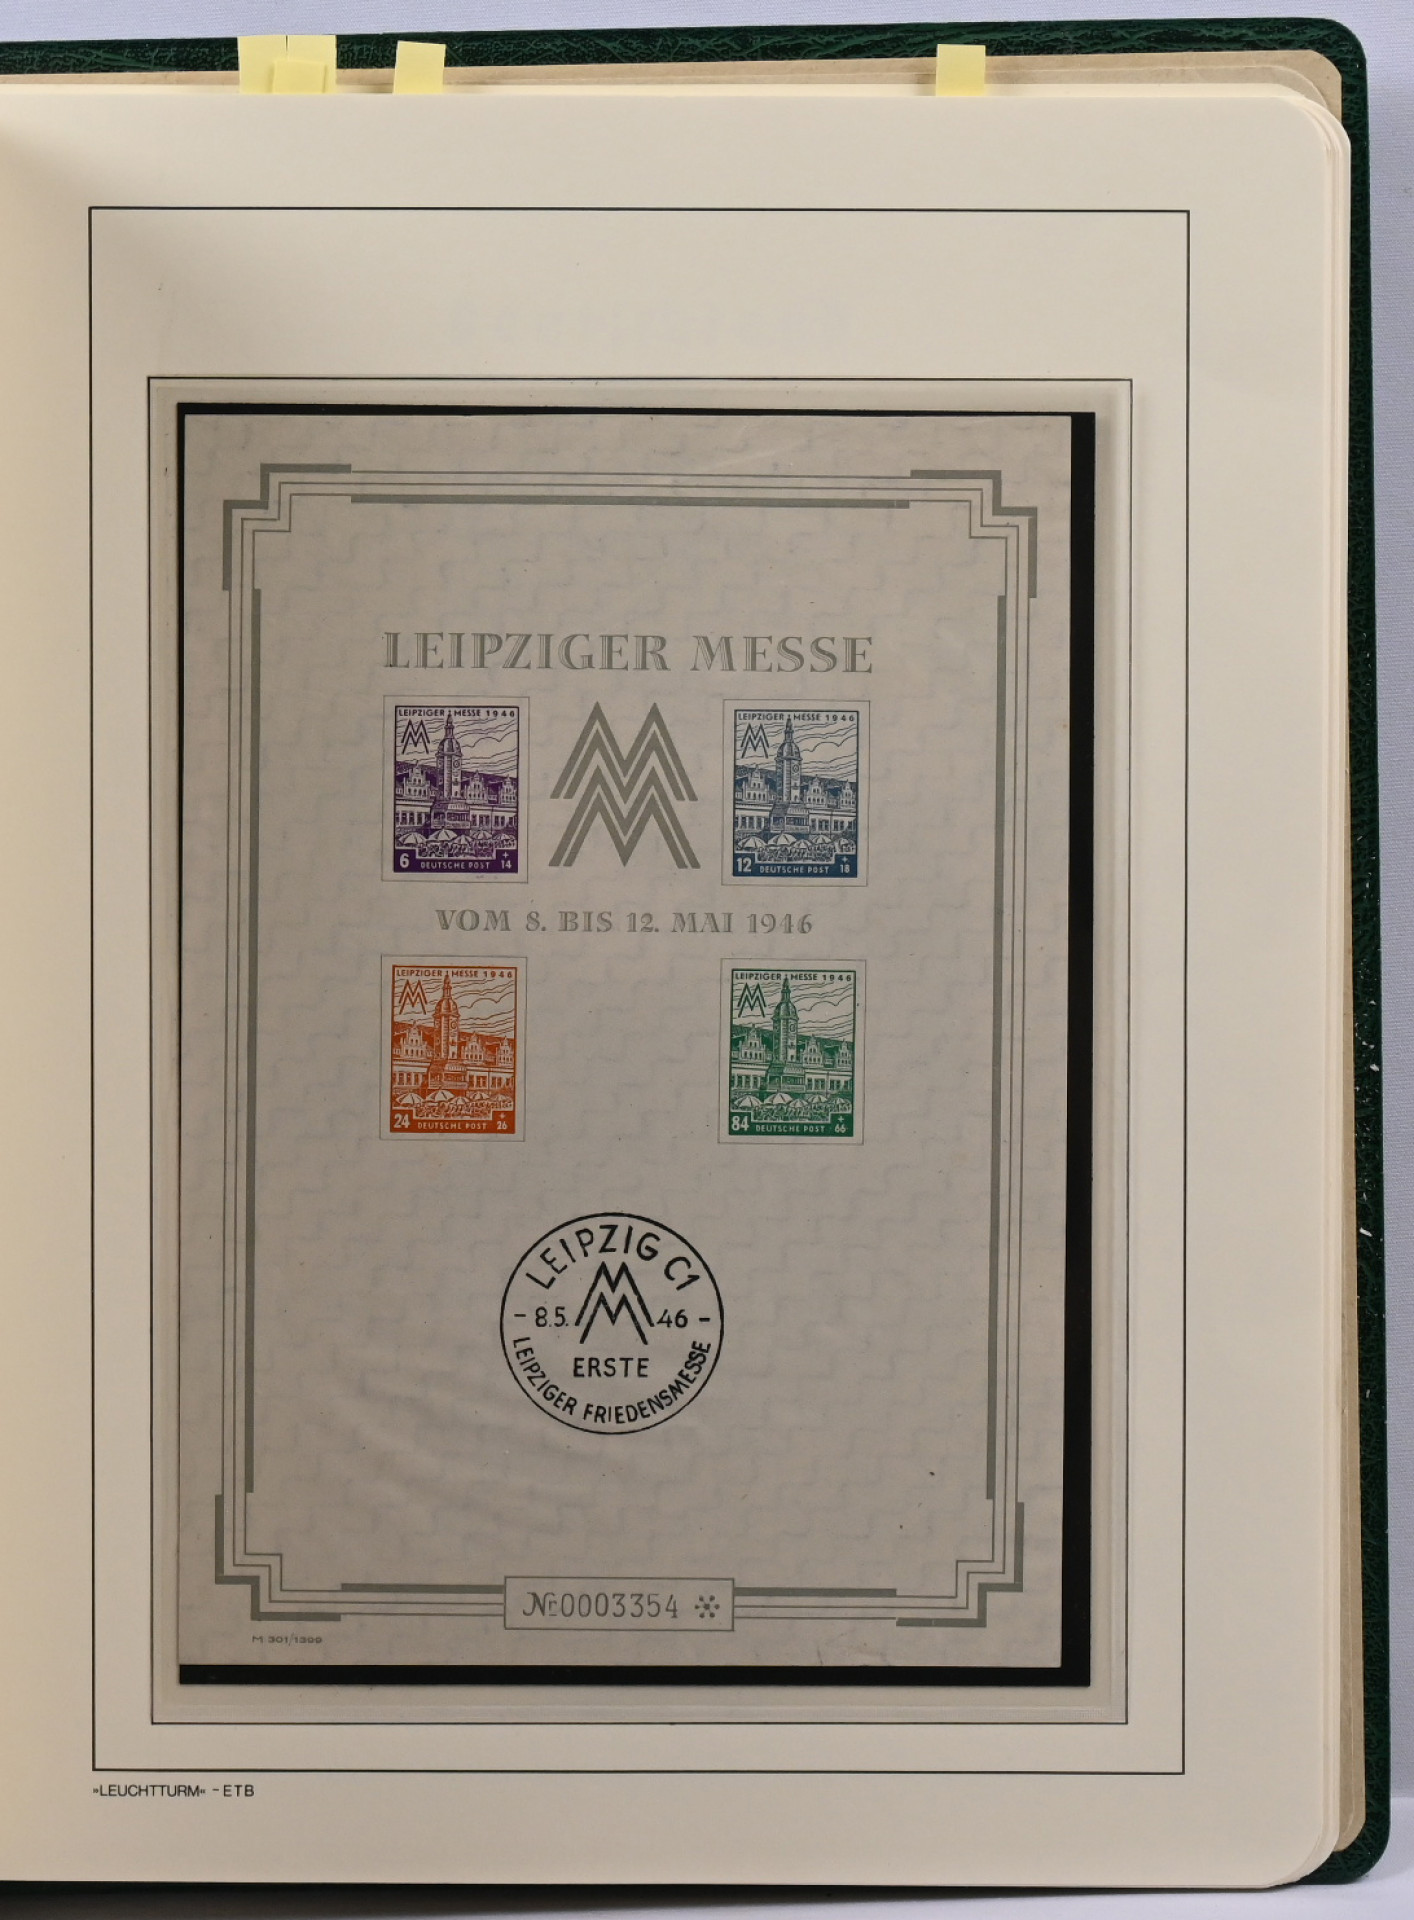 LEIPZIGER MESSE
LEIPZIGER MESSE 1946
6 DEUTSCHE POST + 14
LEIPZIGER MESSE 1946
12 DEUTSCHE POST + 18
VOM 8. BIS 12. MAI 1946
LEIPZIGER MESSE 1946
24 DEUTSCHE POST + 26
LEIPZIGER MESSE 1946
84 DEUTSCHE POST + 66
LEIPZIG C1
- 8.5. 46 -
ERSTE
LEIPZIGER FRIEDENSMESSE
№0003354
M 301/1399
»LEUCHTTURM« - ETB